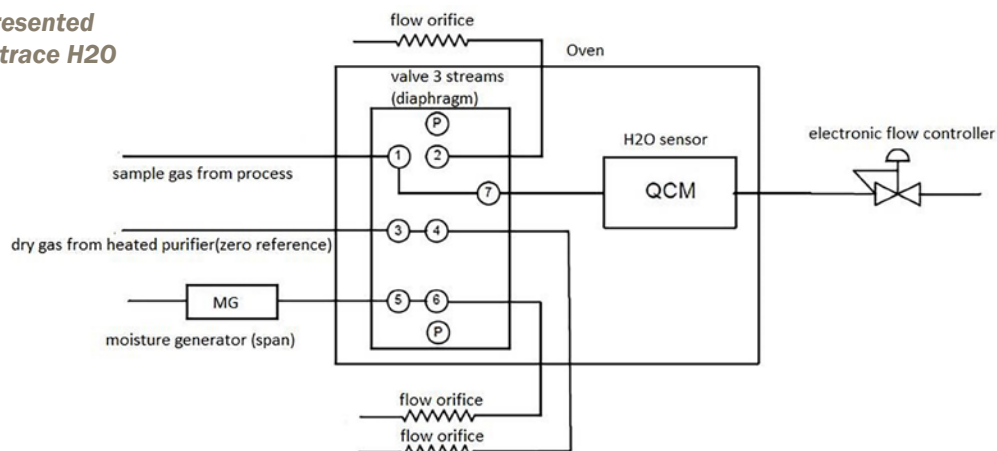 resented
trace H2O
flow orifice
Oven
valve 3 streams
(diaphragm)
P
H2O sensor
electronic flow controller
1
2
sample gas from process
7
QCM
3
4
dry gas from heated purifier(zero reference)
MG
5
6
moisture generator (span)
P
flow orifice
flow orifice